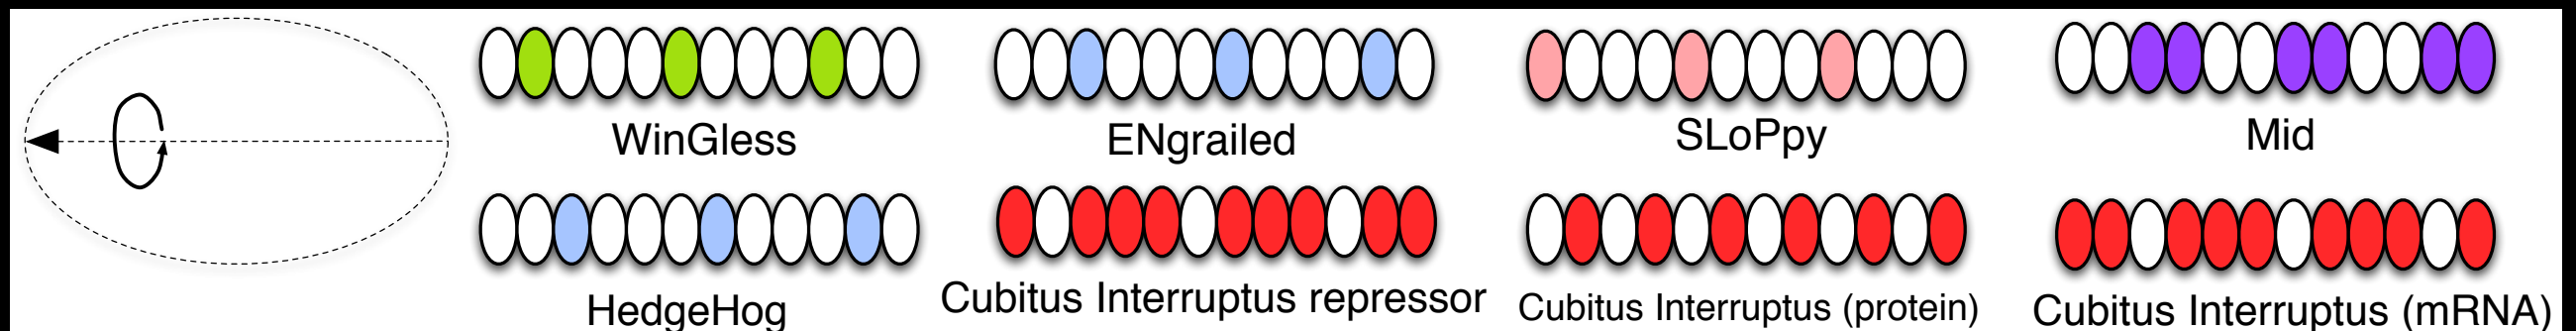 WinGless
ENgrailed
SLoPpy
Mid
HedgeHog
Cubitus Interruptus repressor
Cubitus Interruptus (protein)
Cubitus Interruptus (mRNA)